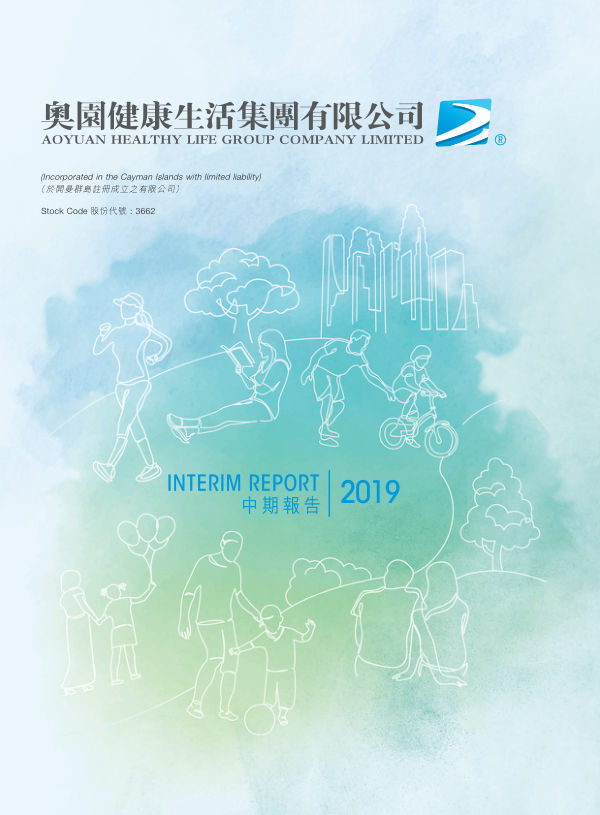 奧園健康生活集團有限公司
AOYUAN HEALTHY LIFE GROUP COMPANY LIMITED
®
(Incorporated in the Cayman Islands with limited liability)
（於開曼群島註冊成立之有限公司）
Stock Code 股份代號：3662
INTERIM REPORT
中期報告
2019